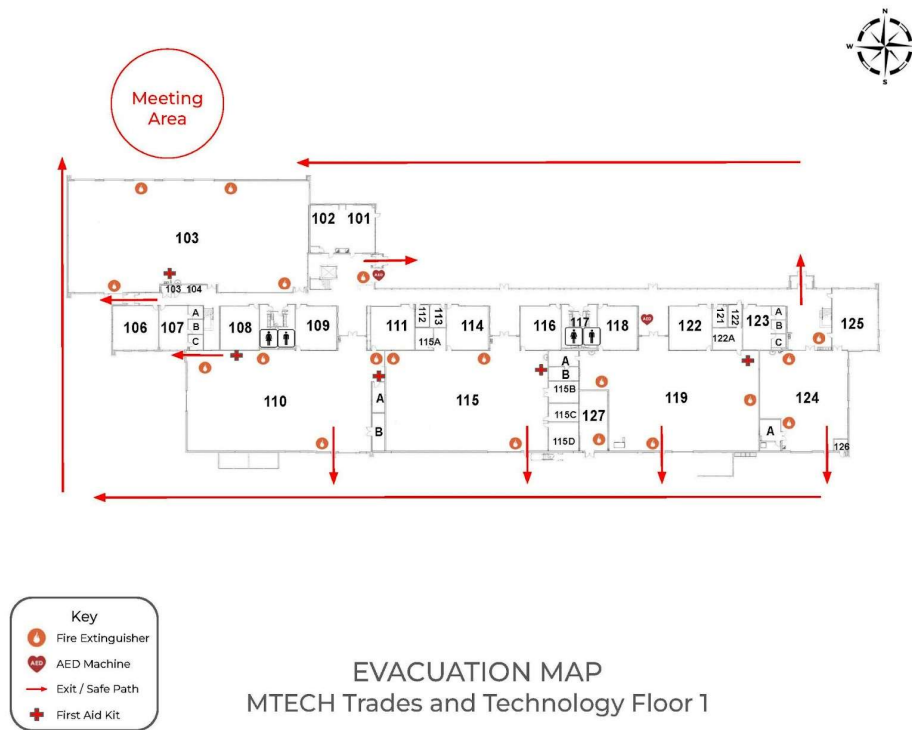 N
W
E
S
Meeting
Area
102 101
103
AED
103 104
106 107 A B C 108 109 111 112 113 115A 114 116 117 118 AED 122 121 122 122A 123 A B C 125
110 A B 115 A B 115B 115C 115D 127 119 124 A 126
Key
Fire Extinguisher
AED AED Machine
Exit / Safe Path
First Aid Kit
EVACUATION MAP
MTECH Trades and Technology Floor 1